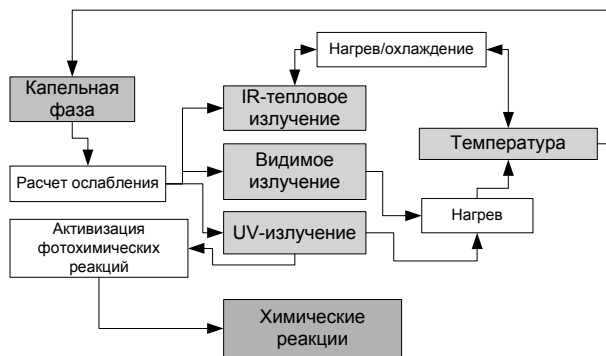 Нагрев/охлаждение
Капельная
фаза
IR-тепловое
излучение
Температура
Видимое
излучение
Расчет ослабления
Нагрев
UV-излучение
Активизация
фотохимических
реакций
Химические
реакции